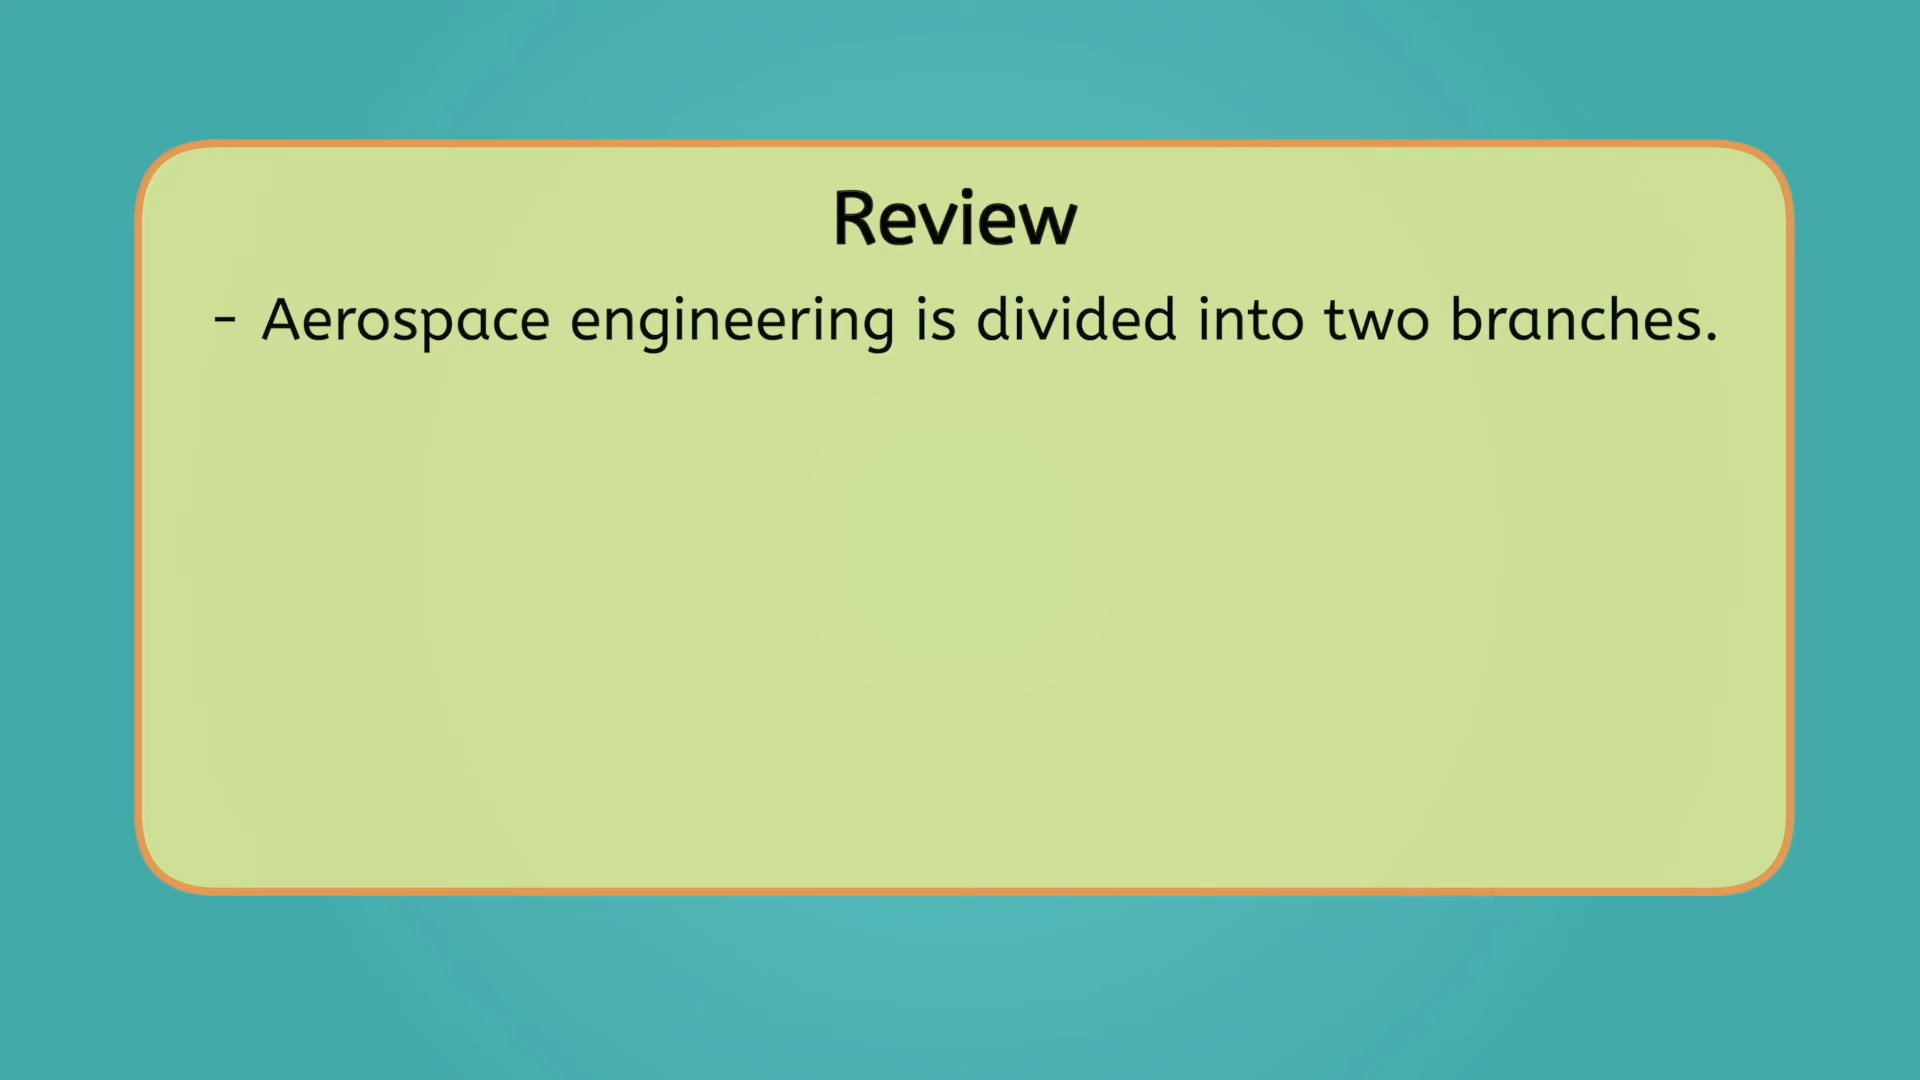 Review
- Aerospace engineering is divided into two branches.